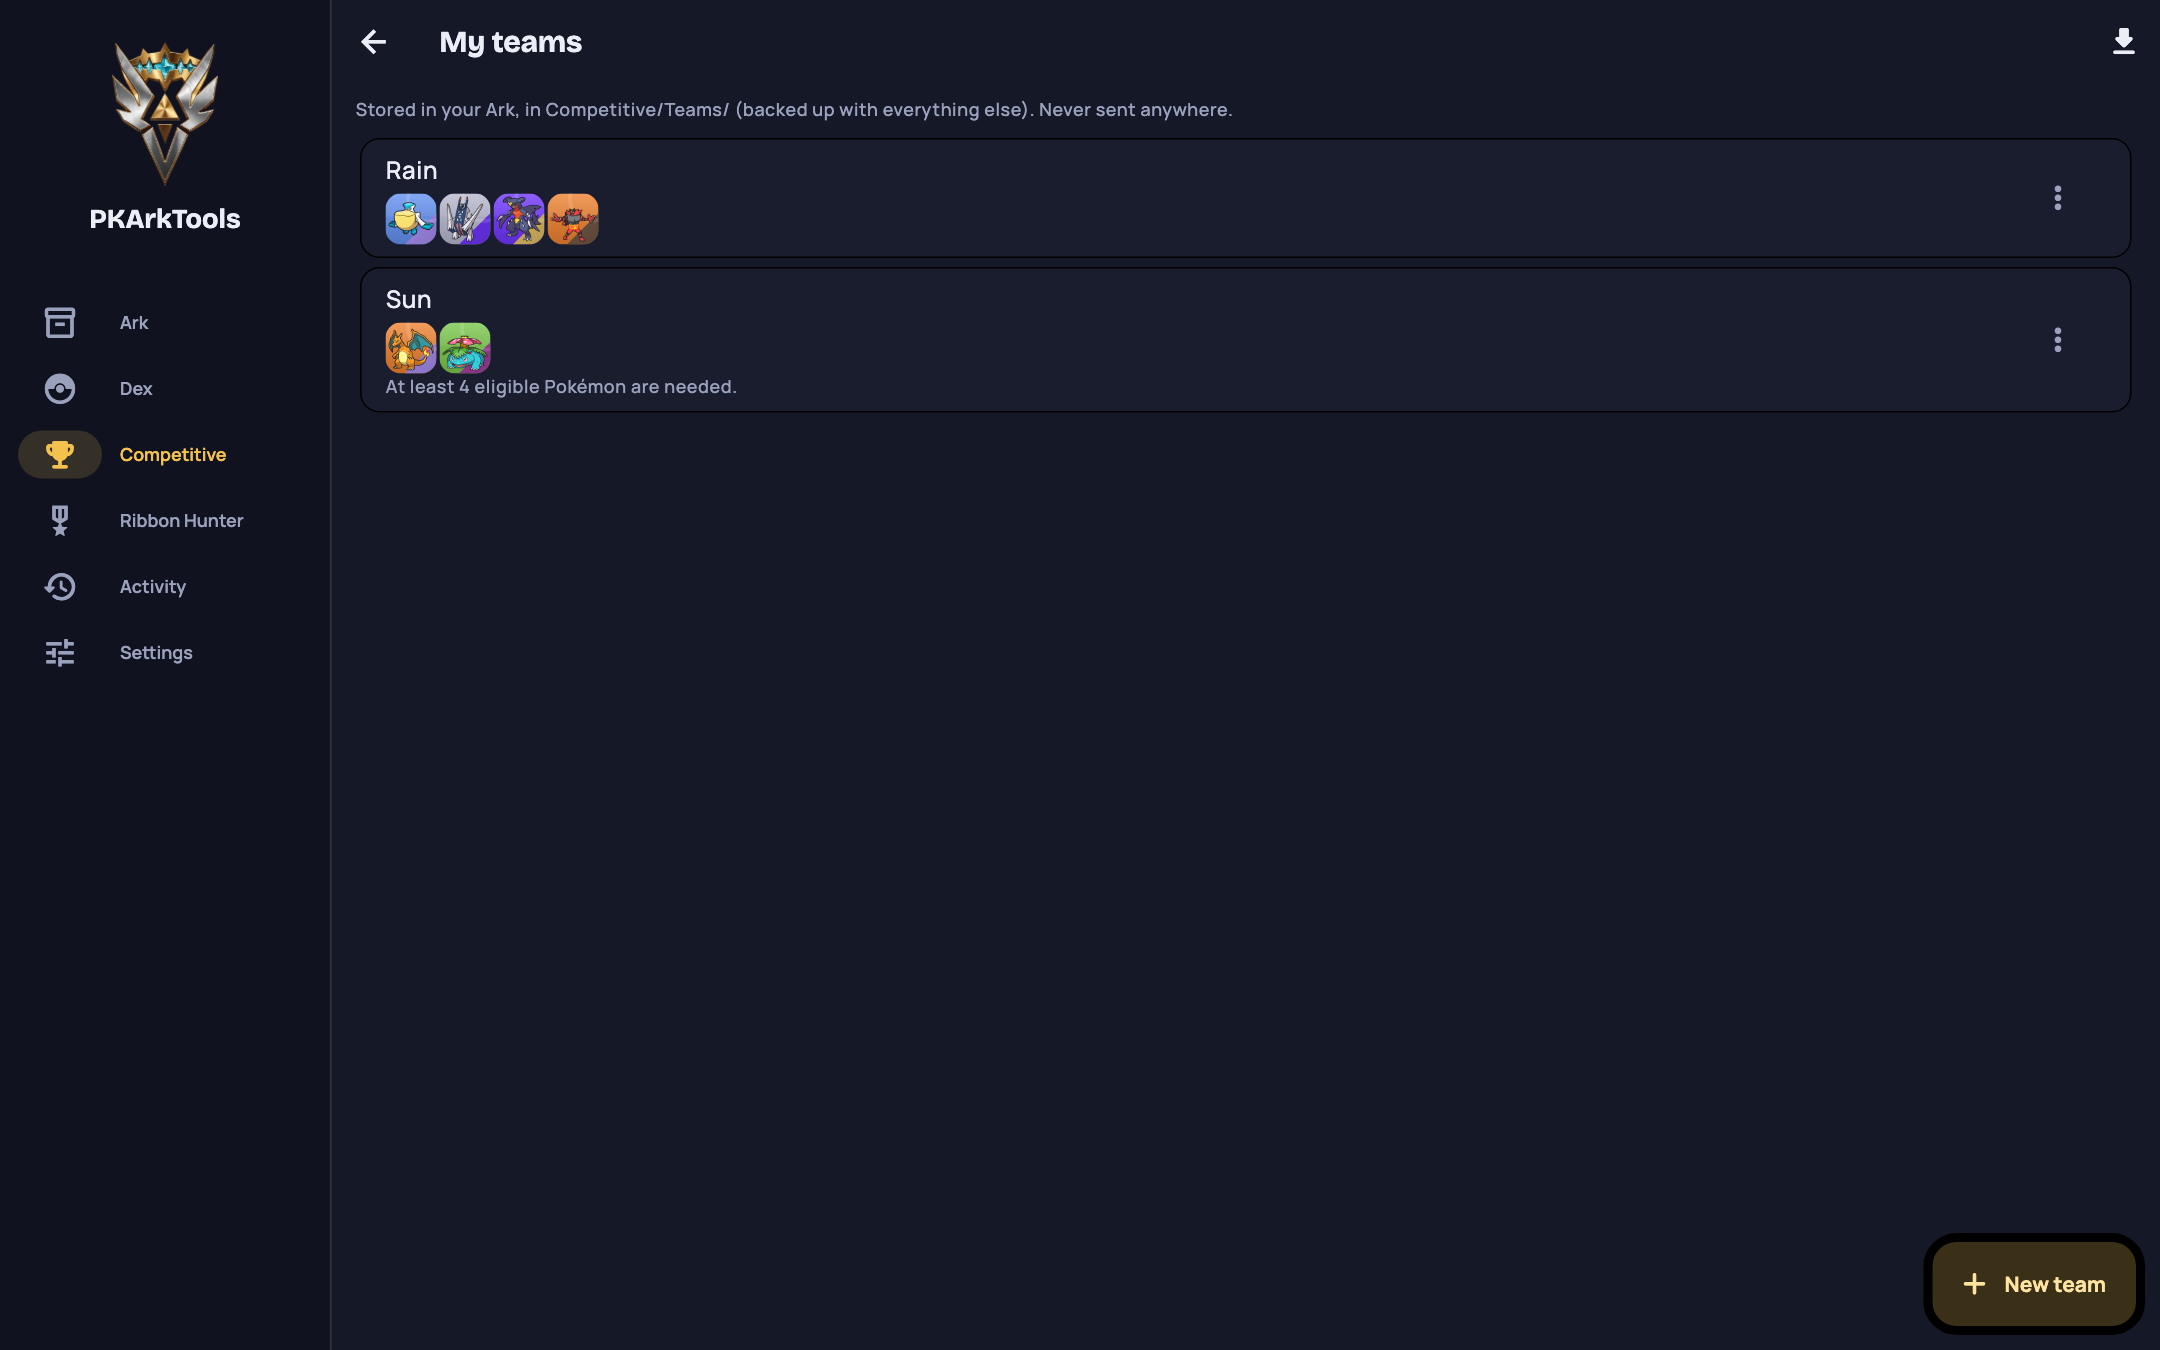 My teams
Stored in your Ark, in Competitive/Teams/ (backed up with everything else). Never sent anywhere.
PKArkTools
Ark
Dex
Competitive
Ribbon Hunter
Activity
Settings
Rain
Sun
At least 4 eligible Pokémon are needed.
New team